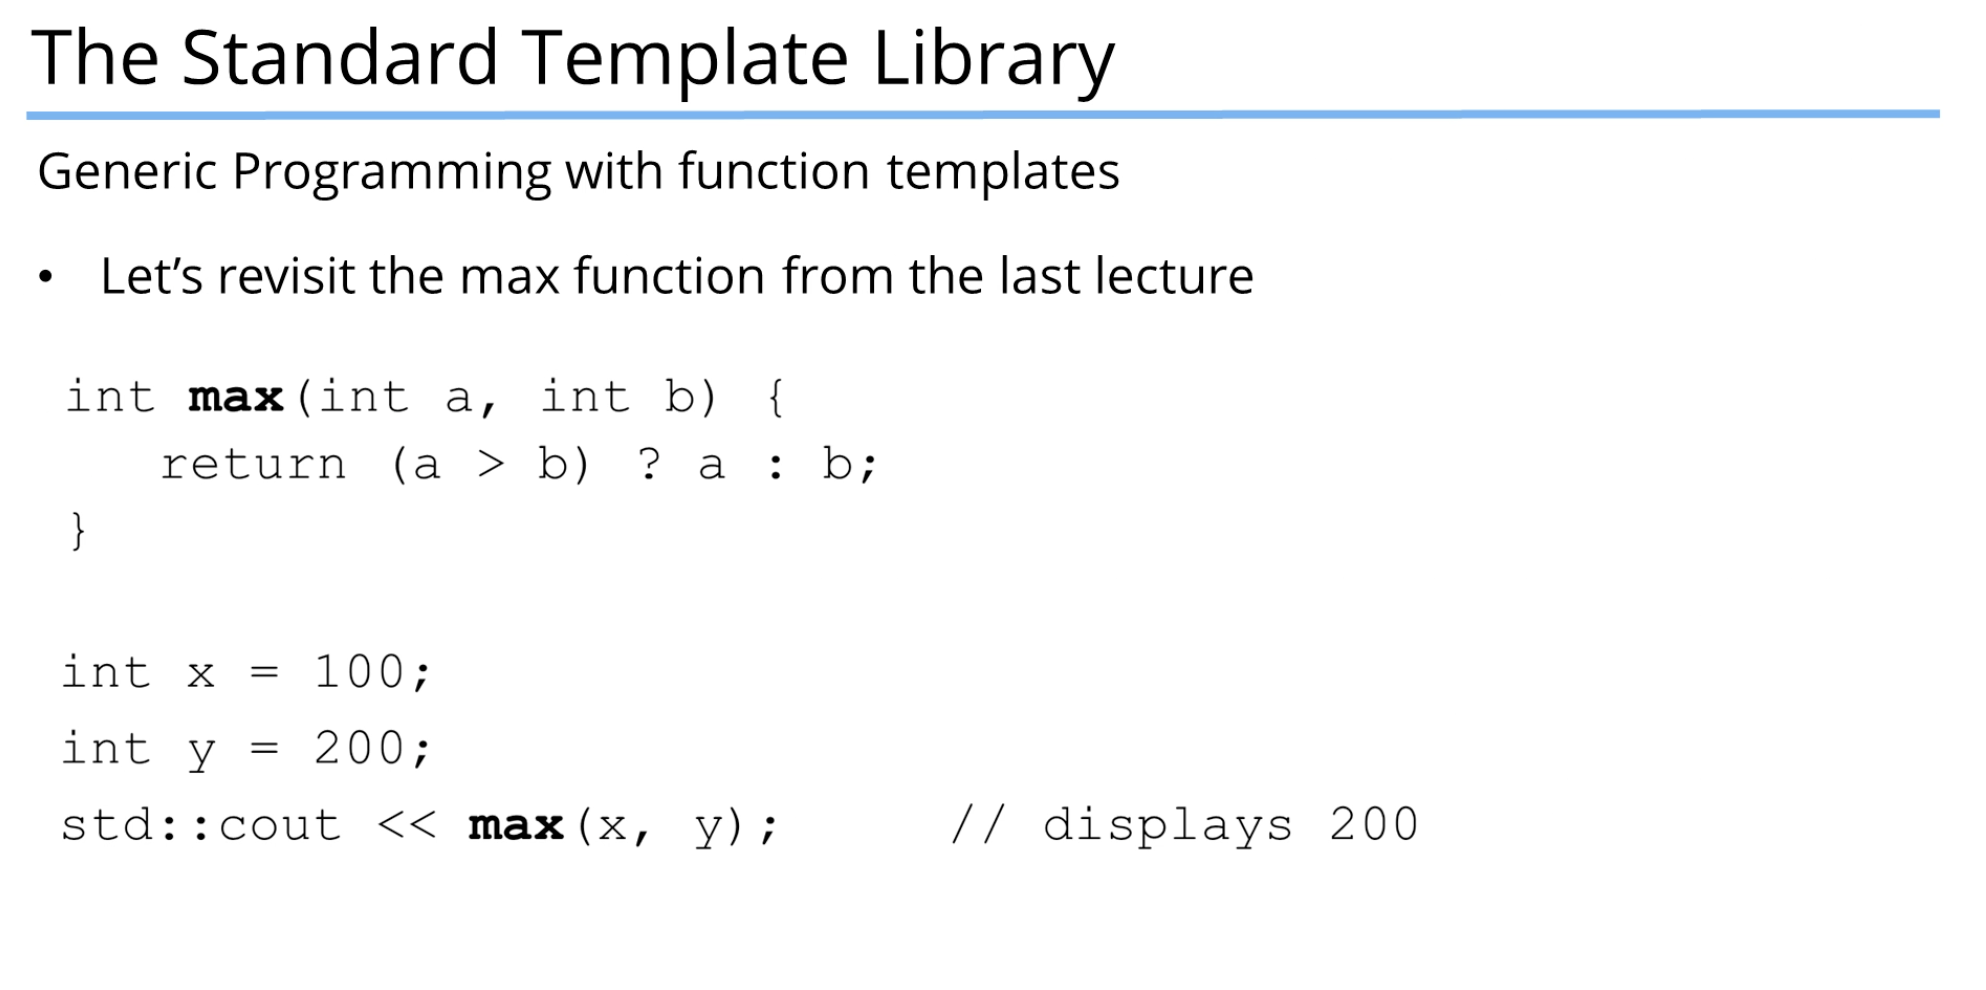 The Standard Template Library
Generic Programming with function templates
• Let’s revisit the max function from the last lecture
int max(int a, int b) {
return (a > b) ? a : b;
}
int x = 100;
int y = 200;
std::cout << max(x, y); // displays 200